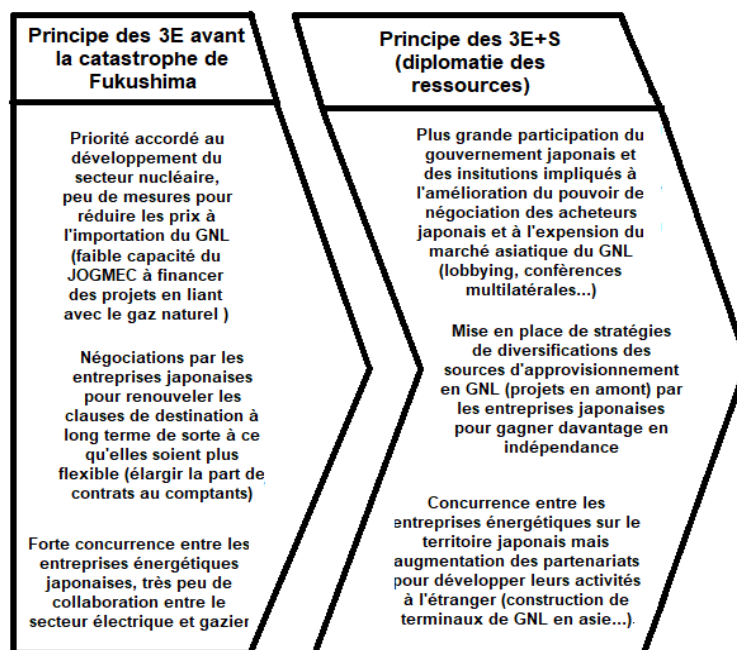 Principe des 3E avant
la catastrophe de
Fukushima
Priorité accordé au
développement du
secteur nucléaire,
peu de mesures pour
réduire les prix à
l'importation du GNL
(faible capacité du
JOGMEC à financer
des projets en liant
avec le gaz naturel )
Négociations par les
entreprises japonaises
pour renouveler les
clauses de destination à
long terme de sorte à ce
qu'elles soient plus
flexible (élargir la part de
contrats au comptants)
Forte concurrence entre les
entreprises énergétiques
japonaises, très peu de
collaboration entre le
secteur électrique et gazier
Principe des 3E+S
(diplomatie des
ressources)
Plus grande participation du
gouvernement japonais et
des insitutions impliqués à
l'amélioration du pouvoir de
négociation des acheteurs
japonais et à l'expension du
marché asiatique du GNL
(lobbying, confèrences
multilatérales...)
Mise en place de stratégies
de diversifications des
sources d'approvisionnement
en GNL (projets en amont) par
les entreprises japonaises
pour gagner davantage en
indépendance
Concurrence entre les
entreprises énergétiques sur le
territoire japonais mais
augmentation des partenariats
pour développer leurs activités
à l'étranger (construction de
terminaux de GNL en asie...).